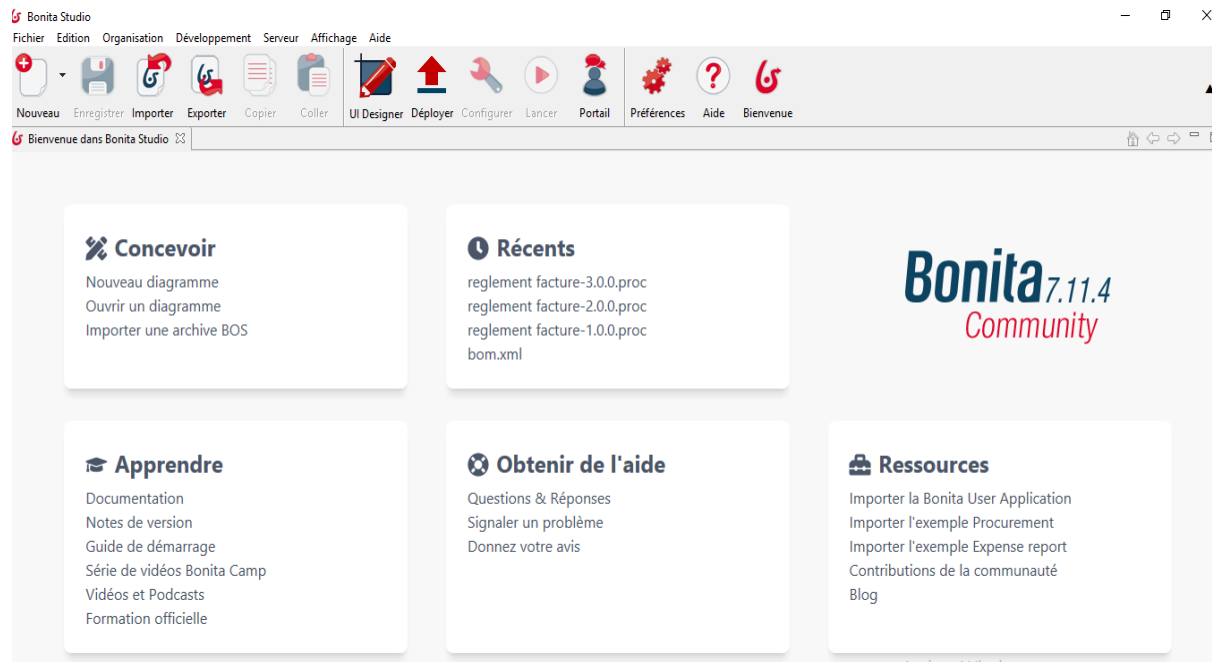 Bonita Studio
Fichier Edition Organisation Développement Serveur Affichage Aide
Nouveau Enregistrer Importer Exporter Copier Coller UI Designer Déployer Configurer Lancer Portail Préférences Aide Bienvenue
Bienvenue dans Bonita Studio
Concevoir
Nouveau diagramme
Ouvrir un diagramme
Importer une archive BOS
Récents
reglement facture-3.0.0.proc
reglement facture-2.0.0.proc
reglement facture-1.0.0.proc
bom.xml
Bonita 7.11.4
Community
Apprendre
Documentation
Notes de version
Guide de démarrage
Série de vidéos Bonita Camp
Vidéos et Podcasts
Formation officielle
Obtenir de l'aide
Questions & Réponses
Signaler un problème
Donnez votre avis
Ressources
Importer la Bonita User Application
Importer l'exemple Procurement
Importer l'exemple Expense report
Contributions de la communauté
Blog